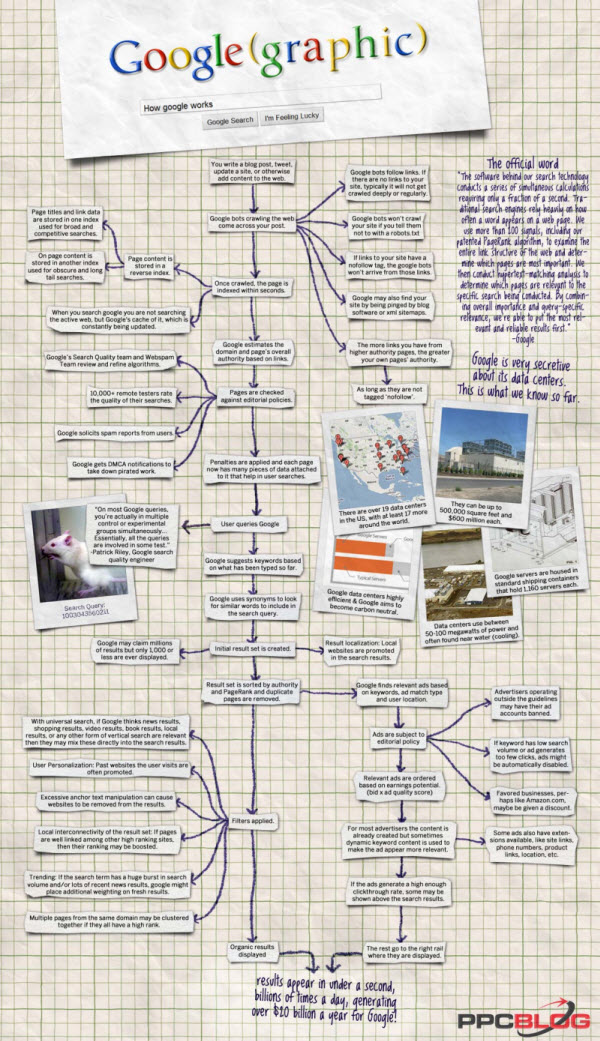 Google(graphic)
How google works
Google Search
I'm Feeling Lucky
You write a blog post, tweet,
update a site, or otherwise
add content to the web.
Google bots crawling the web
come across your post.
Google bots follow links. If
there are no links to your
site, typically it will not get
crawled deeply or regularly.
Google bots won't crawl
your site if you tell them
not to with a robots.txt
If links to your site have a
nofollow tag, the google bots
won't arrive from those links.
Google may also find your
site by being pinged by blog
software or xml sitemaps.
Page titles and link data
are stored in one index
used for broad and
competitive searches.
On page content is
stored in another index
used for obscure and long
tail searches.
Page content is
stored in a
reverse index.
Once crawled, the page is
indexed within seconds.
When you search google you are not searching
the active web, but Google's cache of it, which is
constantly being updated.
Google estimates the
domain and page's overall
authority based on links.
The more links you have from
higher authority pages, the greater
your own pages' authority.
As long as they are not
tagged 'nofollow'.
Google's Search Quality team and Webspam
Team review and refine algorithms.
10,000+ remote testers rate
the quality of their searches.
Google solicits spam reports from users.
Google gets DMCA notifications to
take down pirated work.
Pages are checked
against editorial policies.
Penalties are applied and each page
now has many pieces of data attached
to it that help in user searches.
The official word
"The software behind our search technology
conducts a series of simultaneous calculations
requiring only a fraction of a second. Tra-
ditional search engines rely heavily on how
often a word appears on a web page. We
use more than 200 signals, including our
patented PageRank algorithm, to examine the
entire link structure of the web and deter-
mine which pages are most important. We
then conduct hypertext-matching analysis to
determine which pages are relevant to the
specific search being conducted. By combin-
ing overall importance and query-specific
relevance, we're able to put the most rel-
evant and reliable results first."
-Google
Google is very secretive
about its data centers.
This is what we know so far.
There are over 19 data centers
in the US, with at least 17 more
around the world.
They can be up to
500,000 square feet and
$600 million each.
Google Servers
Typical Servers
Google data centers highly
efficient & Google aims to
become carbon neutral.
Data centers use between
50-100 megawatts of power and
often found near water (cooling).
Google servers are housed in
standard shipping containers
that hold 1,160 servers each.
User queries Google
"On most Google queries,
you're actually in multiple
control or experimental
groups simultaneously...
Essentially, all the queries
are involved in some test."
-Patrick Riley, Google search
quality engineer
Search Query:
Google suggests keywords based
on what has been typed so far.
Google uses synonyms to look
for similar words to include in
the search query.
Google may claim millions
of results but only 1,000 or
less are ever displayed.
Initial result set is created.
Result localization: Local
websites are promoted
in the search results.
Result set is sorted by authority
and PageRank and duplicate
pages are removed.
Google finds relevant ads based
on keywords, ad match type
and user location.
Ads are subject to
editorial policy
Advertisers operating
outside the guidelines
may have their ad
accounts banned.
If keyword has low search
volume or ad generates
too few clicks, ads might
be automatically disabled.
Favored businesses, per-
haps like Amazon.com,
maybe be given a discount.
Relevant ads are ordered
based on earnings potential.
(bid x ad quality score)
For most advertisers the content is
already created but sometimes
dynamic keyword content is used to
make the ad appear more relevant.
Some ads also have exten-
sions available, like site links,
phone numbers, product
links, location, etc.
If the ads generate a high enough
clickthrough rate, some may be
shown above the search results.
The rest go to the right rail
where they are displayed.
With universal search, if Google thinks news results,
shopping results, video results, book results, local
results, or any other form of vertical search are relevant
then they may mix these directly into the search results.
User Personalization: Past websites the user visits are
often promoted.
Excessive anchor text manipulation can cause
websites to be removed from the results.
Local Interconnectivity of the result set: If pages
are well linked among other high ranking sites,
then their ranking may be boosted.
Trending: If the search term has a huge burst in search
volume and/or lots of recent news results, google might
place additional weighting on fresh results.
Multiple pages from the same domain may be clustered
together if they all have a high rank.
Filters applied.
Organic results
displayed
results appear in under a second,
billions of times a day, generating
over $20 billion a year for Google!
PPCBLOG